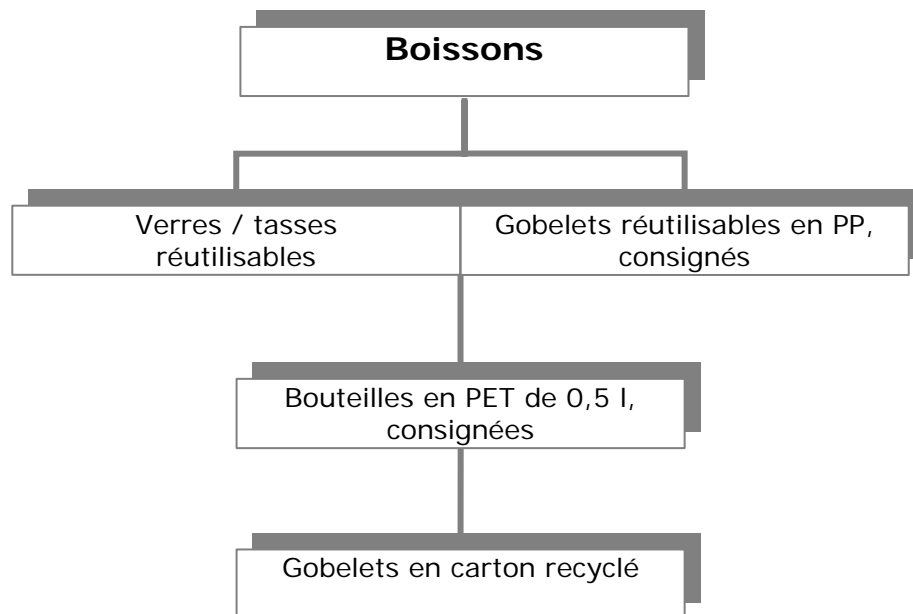 Boissons
Verres / tasses
réutilisables
Gobelets réutilisables en PP,
consignés
Bouteilles en PET de 0,5 l,
consignées
Gobelets en carton recyclé